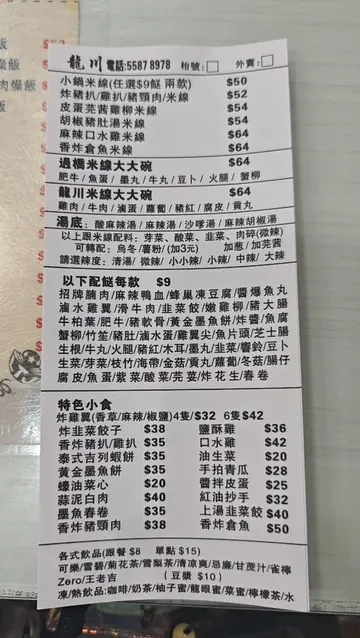 龍川 電話:5587 8978 枱號:□ 外賣:□
小鍋米線(任選$9餸 兩款) $50
炸豬扒/雞扒/豬頸肉/米線 $52
皮蛋芫茜雞柳米線 $54
胡椒豬肚湯米線 $54
麻辣口水雞米線 $64
香炸倉魚米線 $64
過橋米線大大碗 $64
肥牛/魚蛋/墨丸/牛丸/豆卜/火腿/蟹柳
龍川米線大大碗 $64
雞肉/牛肉/滷蛋/蘿蔔/豬紅/腐皮/貢丸
湯底: 酸麻辣湯/麻辣湯/沙嗲湯/麻辣胡椒湯
以上跟米線配料: 芽菜、酸菜、韭菜、肉碎(微辣)
可轉配: 烏冬/薯粉/(加3元) 加葱/加芫茜
請選辣度: 清湯/微辣/小小辣/小辣/中辣/大辣
以下配餸每款 $9
招牌腩肉/麻辣鴨血/蜂巢凍豆腐/醬爆魚丸
滷水雞翼/滑牛肉/韭菜餃/嫩雞柳/豬大腸
牛柏葉/肥牛/豬軟骨/黃金墨魚餅/炸醬/魚腐
蟹柳/竹笙/豬肚/滷水蛋/雞翼尖/魚片頭/芝士腸
生根/牛丸/火腿/豬紅/木耳/墨丸/韭菜/響鈴/豆卜
生菜/芽菜/枝竹/海帶/金菇/貢丸/蘿蔔/冬菇/腸仔
腐皮/魚蛋/紫菜/酸菜/芫荽/炸花生/春卷
特色小食
炸雞翼(香草/麻辣/椒鹽)4隻/$32 6隻$42
炸韭菜餃子 $38 鹽酥雞 $36
香炸豬扒/雞扒 $35 口水雞 $42
泰式吉列蝦餅 $35 油生菜 $20
黃金墨魚餅 $35 手拍青瓜 $28
蠔油菜心 $20 醬拌皮蛋 $25
蒜泥白肉 $40 紅油抄手 $32
墨魚春卷 $35 上湯韭菜餃 $40
香炸豬頸肉 $38 香炸倉魚 $50
各式飲品(跟餐 $8 單點 $15)
可樂/雪碧/菊花茶/雪梨茶/清涼爽/忌廉/甘蔗汁/雀檸
Zero/王老吉 (豆漿 $10)
凍/熱飲品:咖啡/奶茶/柚子蜜/龍眼蜜/菜蜜/檸檬茶/水